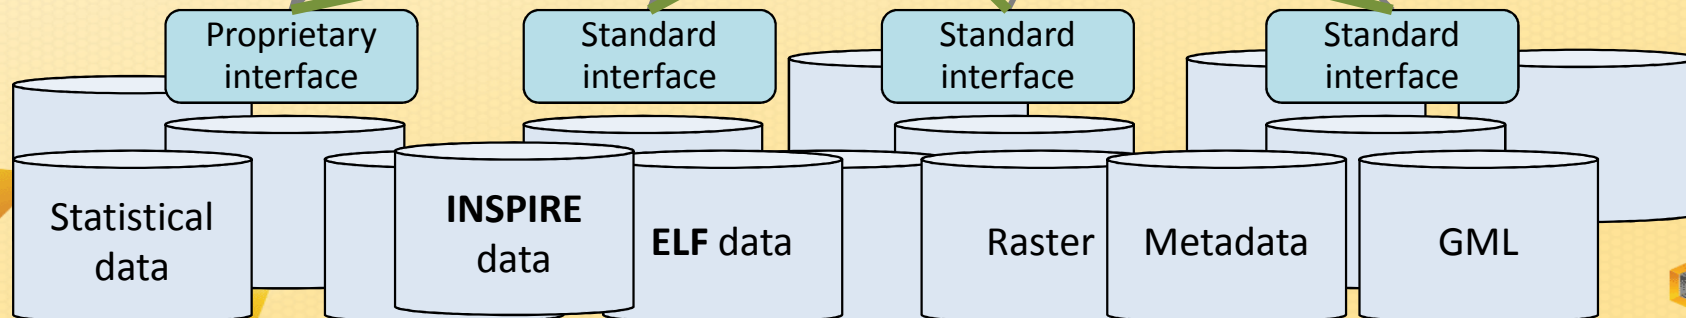 Proprietary
interface
Standard
interface
Standard
interface
Standard
interface
Statistical
data
INSPIRE
data
ELF data
Raster
Metadata
GML